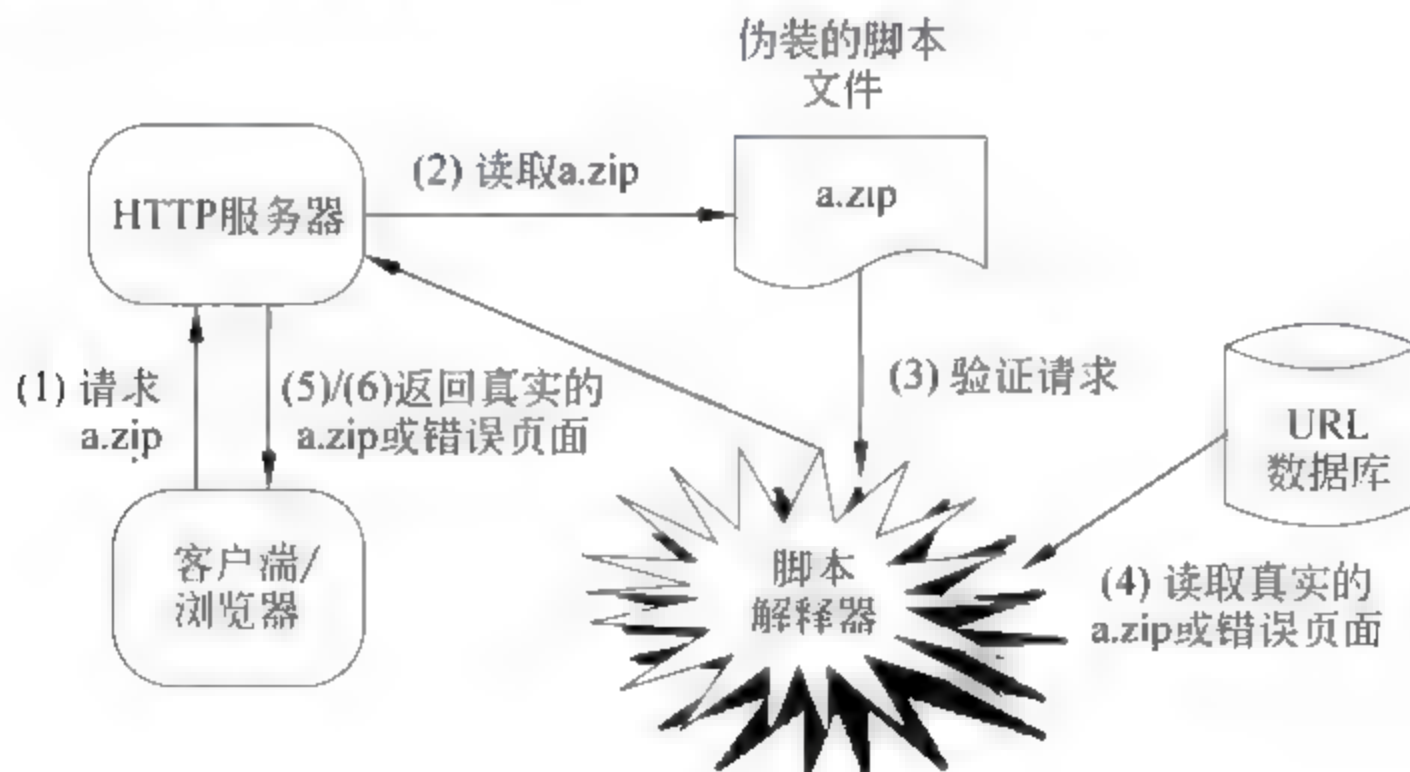 伪装的脚本
文件
(2) 读取a.zip
a.zip
HTTP服务器
(1) 请求
a.zip
(5)/(6)返回真实的
a.zip或错误页面
(3) 验证请求
URL
数据库
客户端/
浏览器
脚本
解释器
(4) 读取真实的
a.zip或错误页面